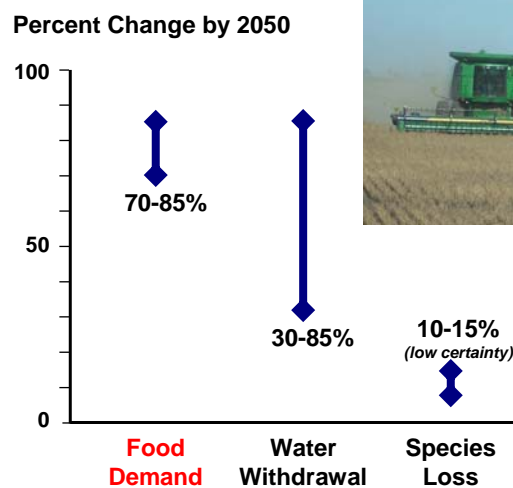 Percent Change by 2050
100
70-85%
50
10-15%
(low certainty)
30-85%
0
Food
Demand
Water
Withdrawal
Species
Loss